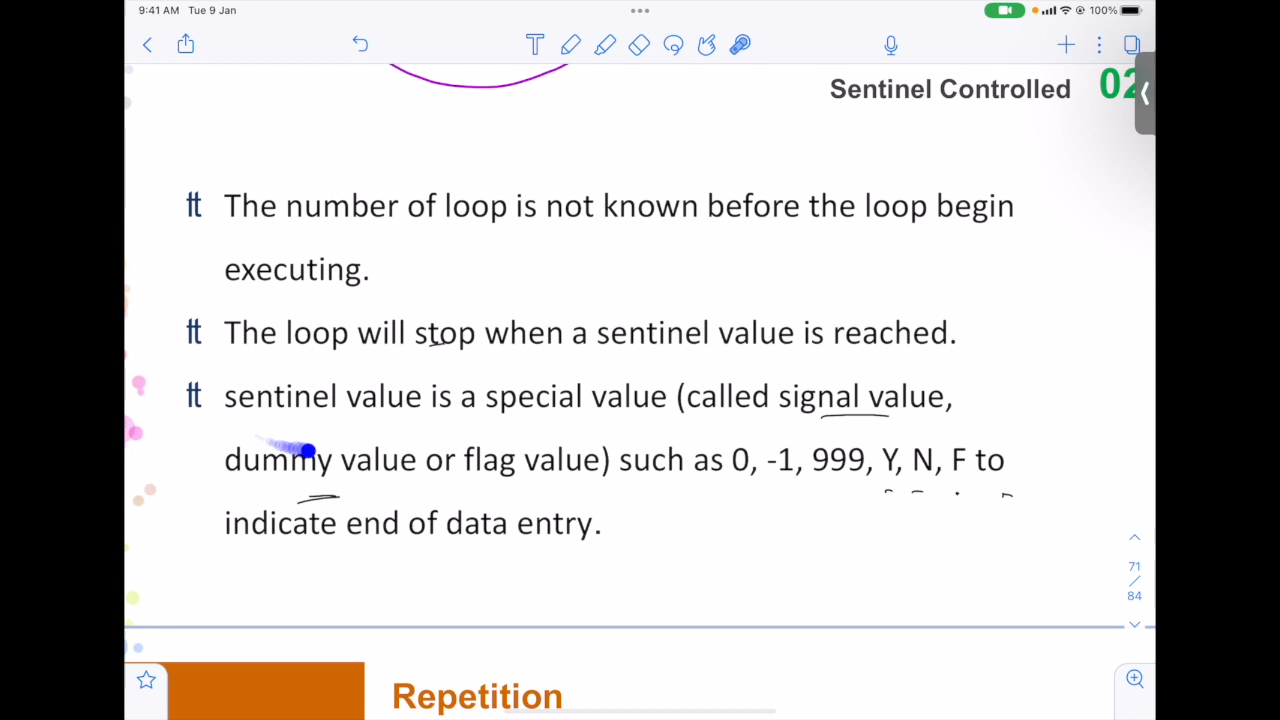 9:41 AM Tue 9 Jan
100%
Sentinel Controlled 02
The number of loop is not known before the loop begin
executing.
The loop will stop when a sentinel value is reached.
sentinel value is a special value (called signal value,
dummy value or flag value) such as 0, -1, 999, Y, N, F to
indicate end of data entry.
71
/
84
Repetition